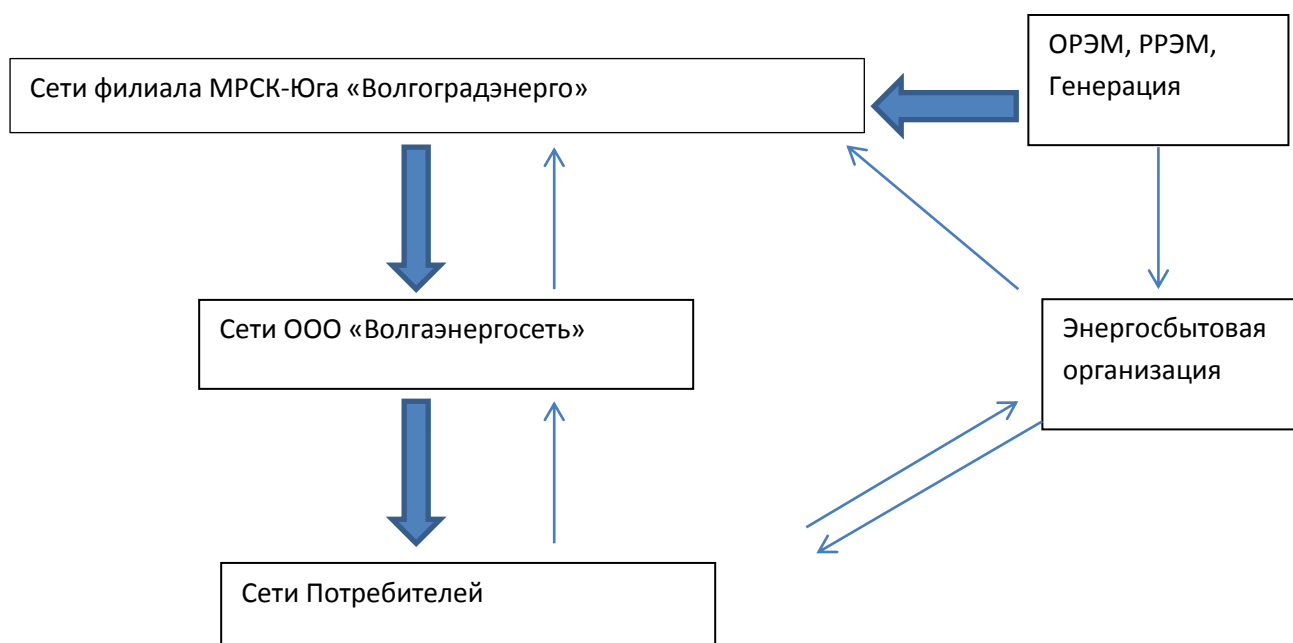 ОРЭМ, РРЭМ,
Генерация
Сети филиала МРСК-Юга «Волгоградэнерго»
Сети ООО «Волгаэнергосеть»
Энергосбытовая
организация
Сети Потребителей